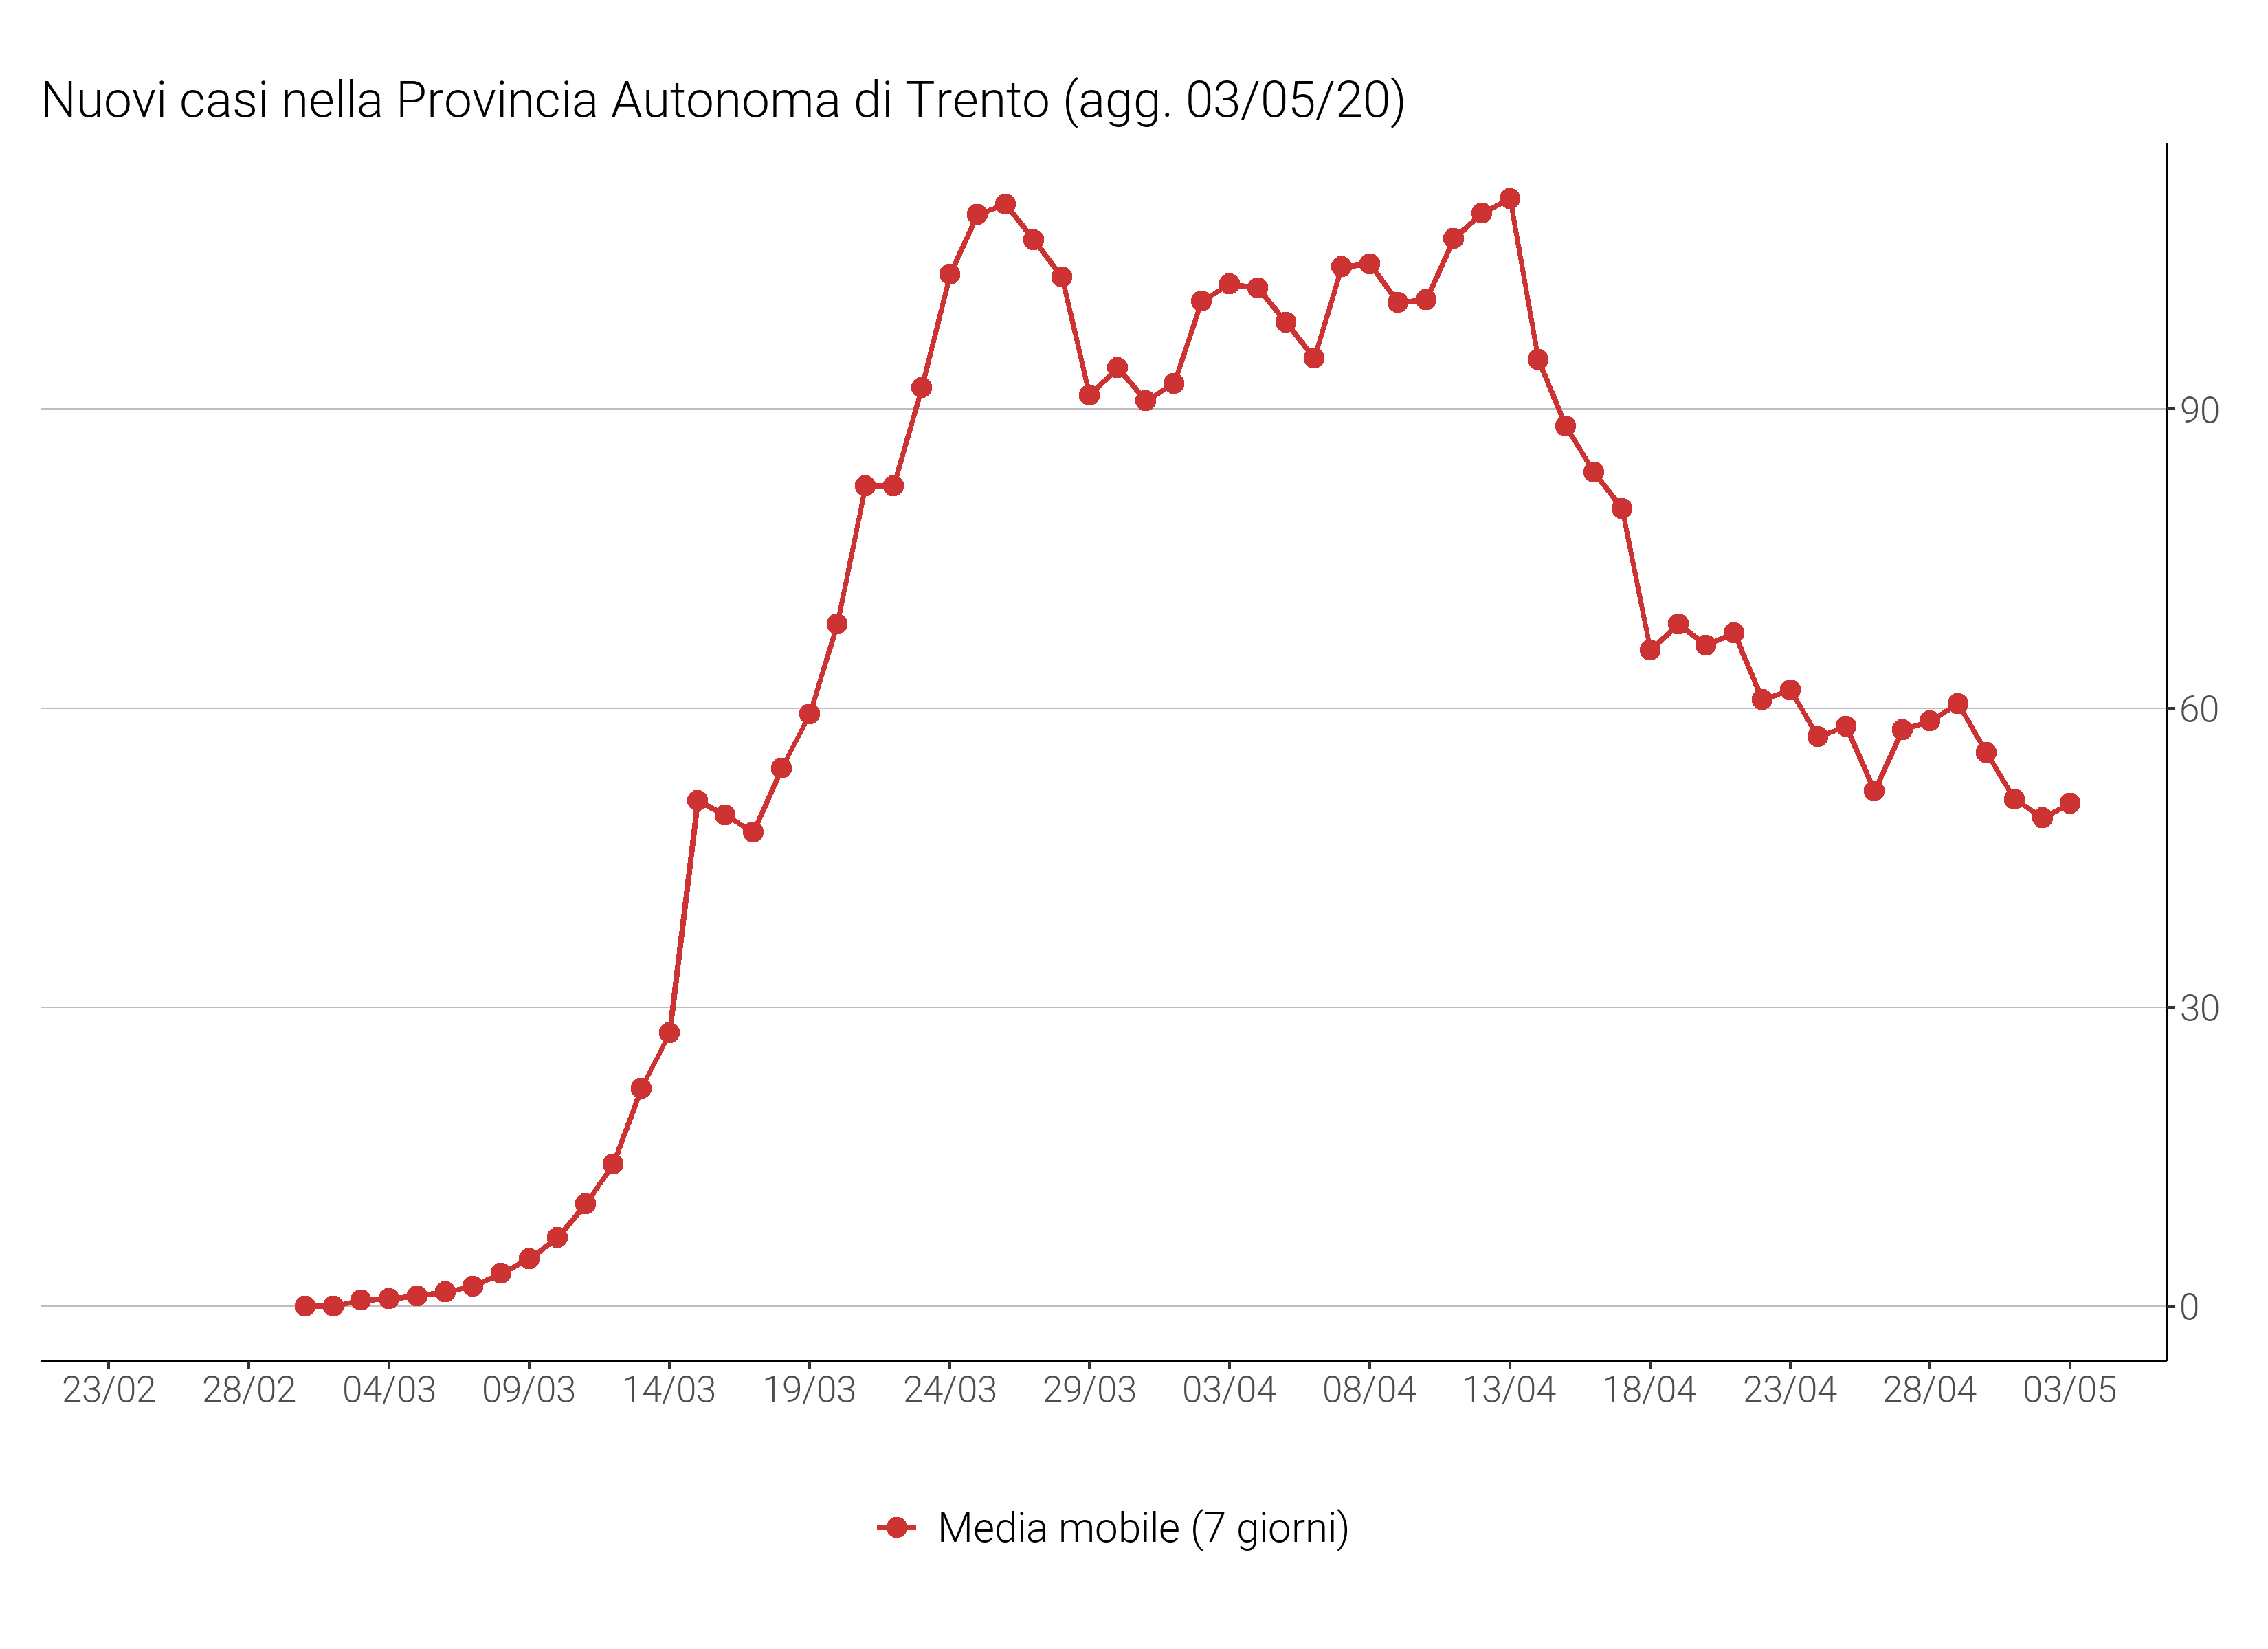 Nuovi casi nella Provincia Autonoma di Trento (agg. 03/05/20)
90
60
30
0
23/02 28/02 04/03 09/03 14/03 19/03 24/03 29/03 03/04 08/04 13/04 18/04 23/04 28/04 03/05
Media mobile (7 giorni)